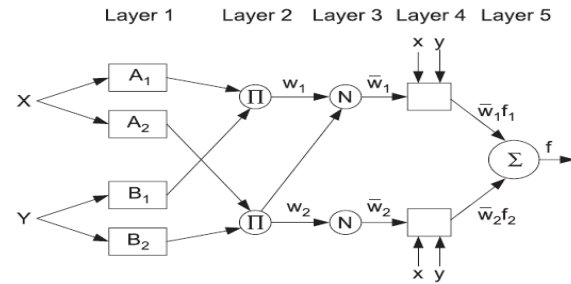 Layer 1 Layer 2 Layer 3 Layer 4 Layer 5
x y
A₁ w₁ w̅₁
X Π N w̅₁f₁
A₂
Σ f
B₁
Y w₂ w̅₂ w̅₂f₂
B₂ Π N
x y